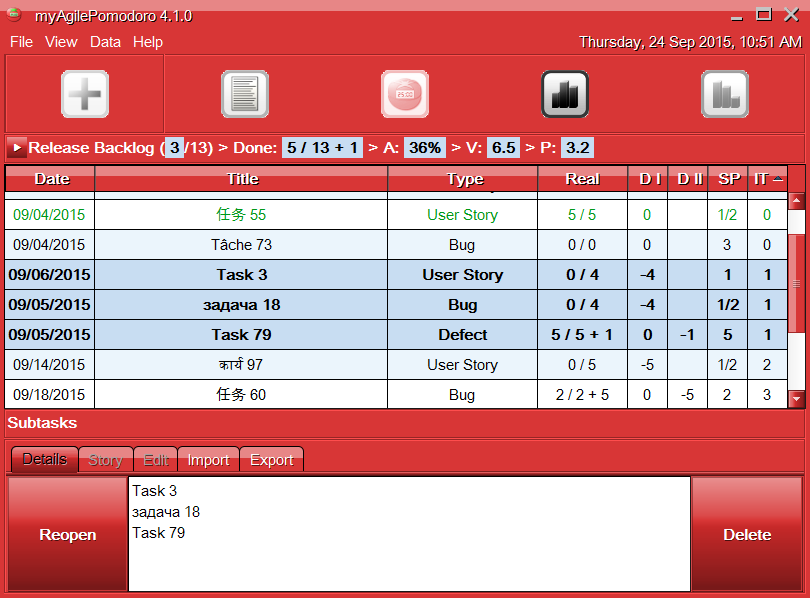 myAgilePomodoro 4.1.0
File View Data Help Thursday, 24 Sep 2015, 10:51 AM
25:00
Release Backlog (3/13) > Done: 5 / 13 + 1 > A: 36% > V: 6.5 > P: 3.2
Date Title Type Real D I D II SP IT
09/04/2015 任务 55 User Story 5 / 5 0 1/2 0
09/04/2015 Tâche 73 Bug 0 / 0 0 3 0
09/06/2015 Task 3 User Story 0 / 4 -4 1 1
09/05/2015 задача 18 Bug 0 / 4 -4 1/2 1
09/05/2015 Task 79 Defect 5 / 5 + 1 0 -1 5 1
09/14/2015 कार्य 97 User Story 0 / 5 -5 1/2 2
09/18/2015 任务 60 Bug 2 / 2 + 5 0 -5 2 3
Subtasks
Details Story Edit Import Export
Reopen
Task 3
задача 18
Task 79
Delete